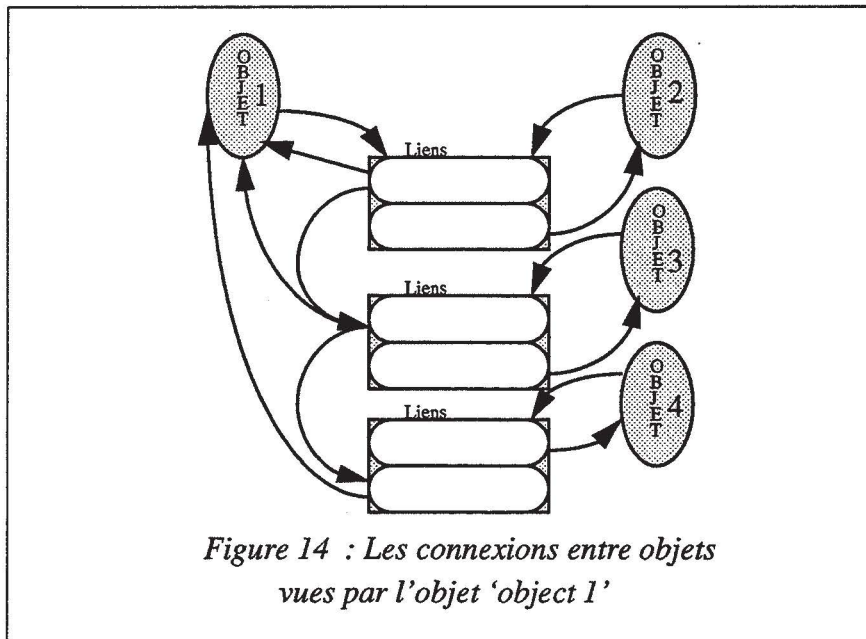 OBJET 1
OBJET 2
Liens
OBJET 3
Liens
OBJET 4
Liens
Figure 14 : Les connexions entre objets
vues par l'objet ‘object 1’